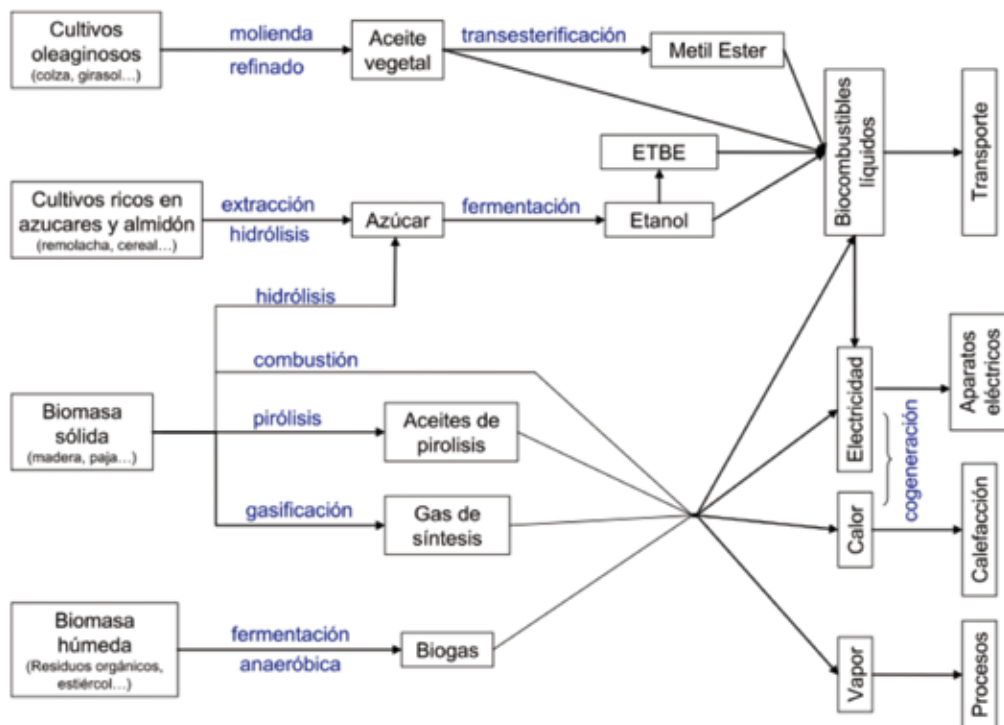 Cultivos
oleaginosos
(colza, girasol...)
molienda
refinado
Aceite
vegetal
transesterificación
Metil Ester
Biocombustibles
líquidos
Transporte
ETBE
Cultivos ricos en
azucares y almidón
(remolacha, cereal...)
extracción
hidrólisis
Azúcar
fermentación
Etanol
hidrólisis
combustión
Biomasa
sólida
(madera, paja...)
pirólisis
Aceites de
pirolisis
gasificación
Gas de
síntesis
Electricidad
Aparatos
eléctricos
cogeneración
Calor
Calefacción
Biomasa
húmeda
(Residuos orgánicos,
estiércol...)
fermentación
anaeróbica
Biogas
Vapor
Procesos